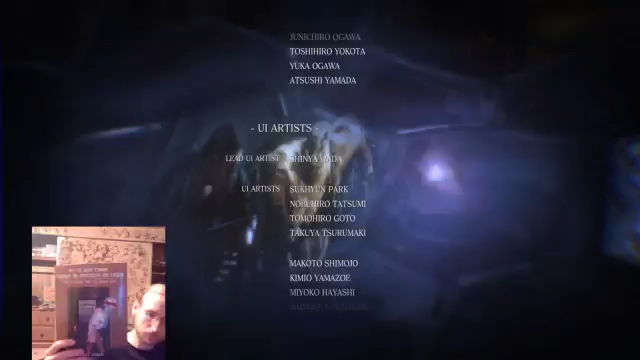 JUNICHIRO OGAWA
TOSHIHIRO YOKOTA
YUKA OGAWA
ATSUSHI YAMADA
- UI ARTISTS -
LEAD UI ARTIST SHINYA WADA
UI ARTISTS SUKHYUN PARK
NOBUHIRO TATSUMI
TOMOHIRO GOTO
TAKUYA TSURUMAKI
MAKOTO SHIMOJO
KIMIO YAMAZOE
MIYOKO HAYASHI